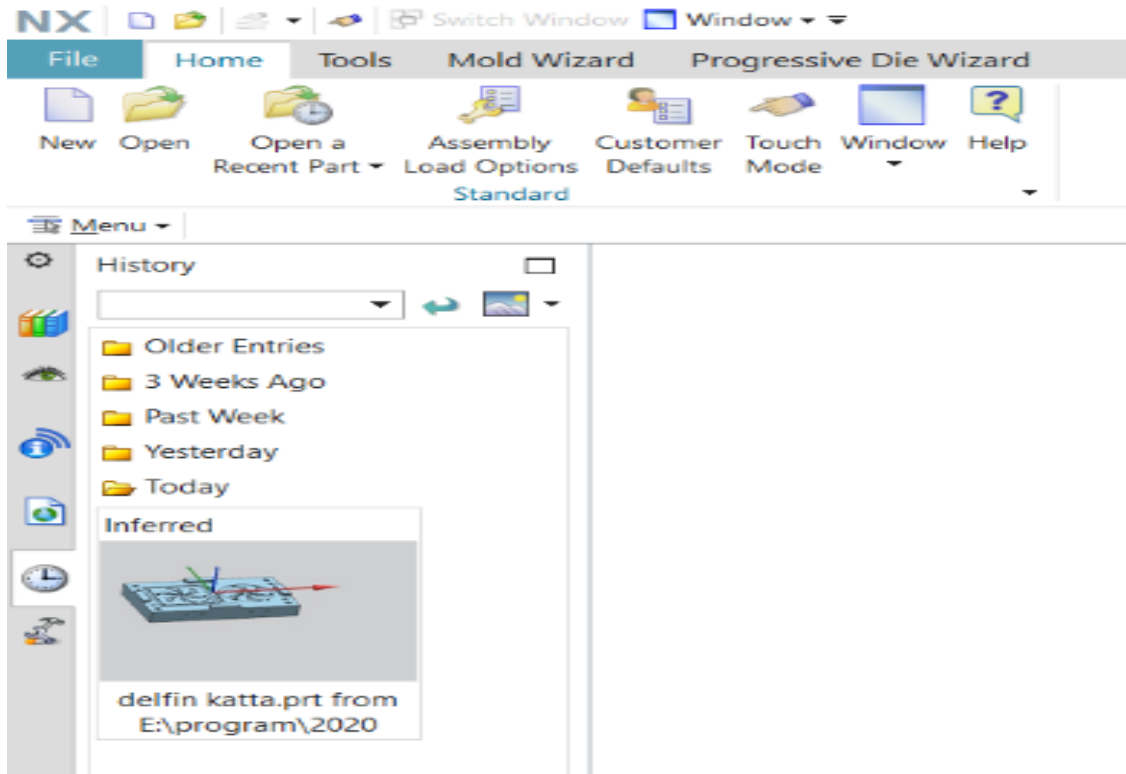 NX Switch Window Window
File Home Tools Mold Wizard Progressive Die Wizard
New Open Open a Recent Part Assembly Load Options Customer Defaults Touch Mode Window Help
Standard
Menu
History
Older Entries
3 Weeks Ago
Past Week
Yesterday
Today
Inferred
delfin katta.prt from
E:\program\2020